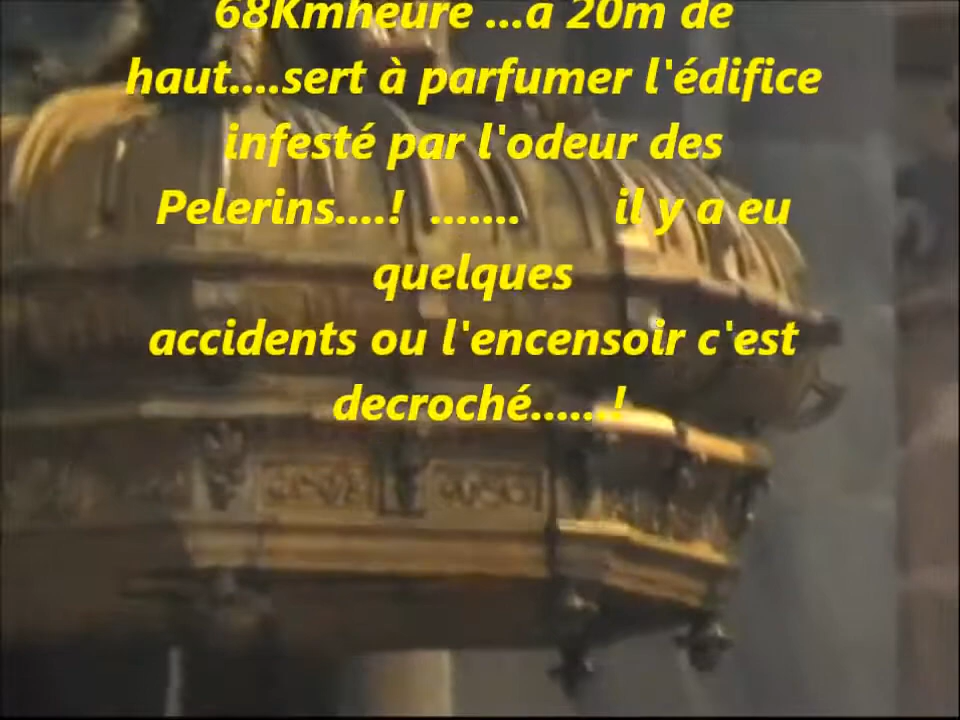 68Kmheure ...a 20m de
haut....sert à parfumer l'édifice
infesté par l'odeur des
Pelerins....! ....... il y a eu
quelques
accidents ou l'encensoir c'est
decroché......!